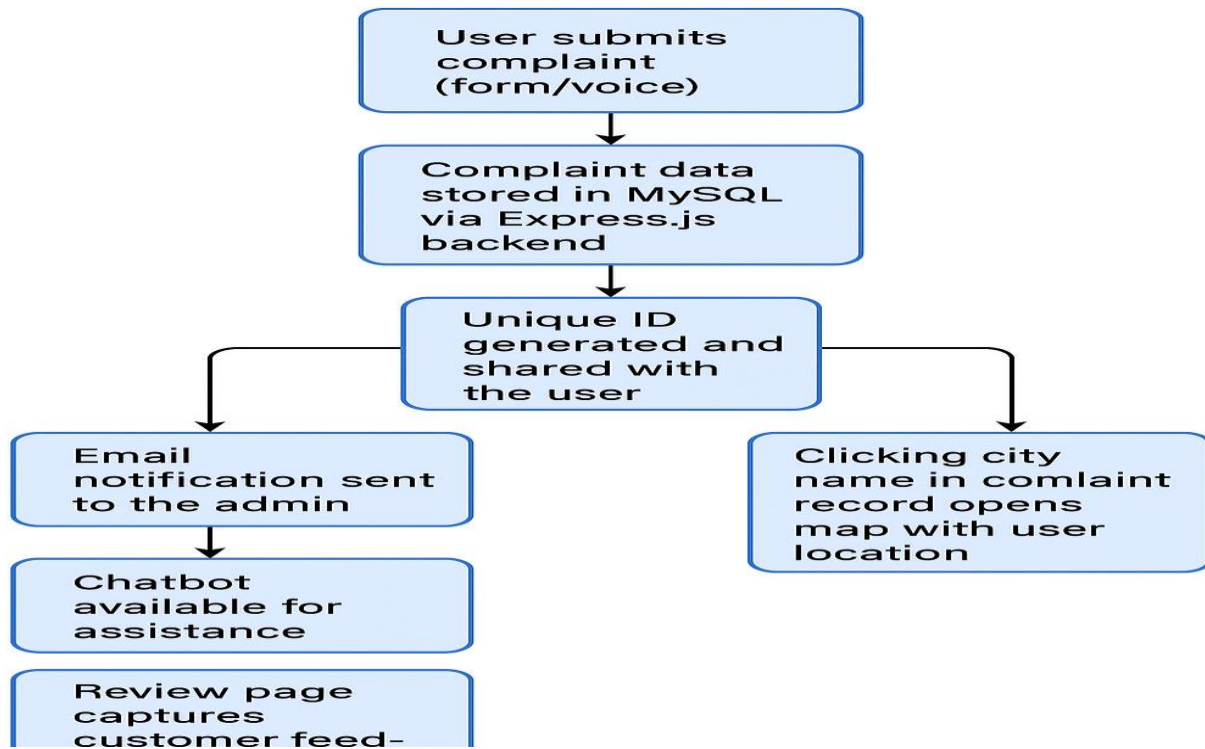 User submits
complaint
(form/voice)
Complaint data
stored in MySQL
via Express.js
backend
Unique ID
generated and
shared with
the user
Email
notification sent
to the admin
Clicking city
name in comlaint
record opens
map with user
location
Chatbot
available for
assistance
Review page
captures
customer feed-